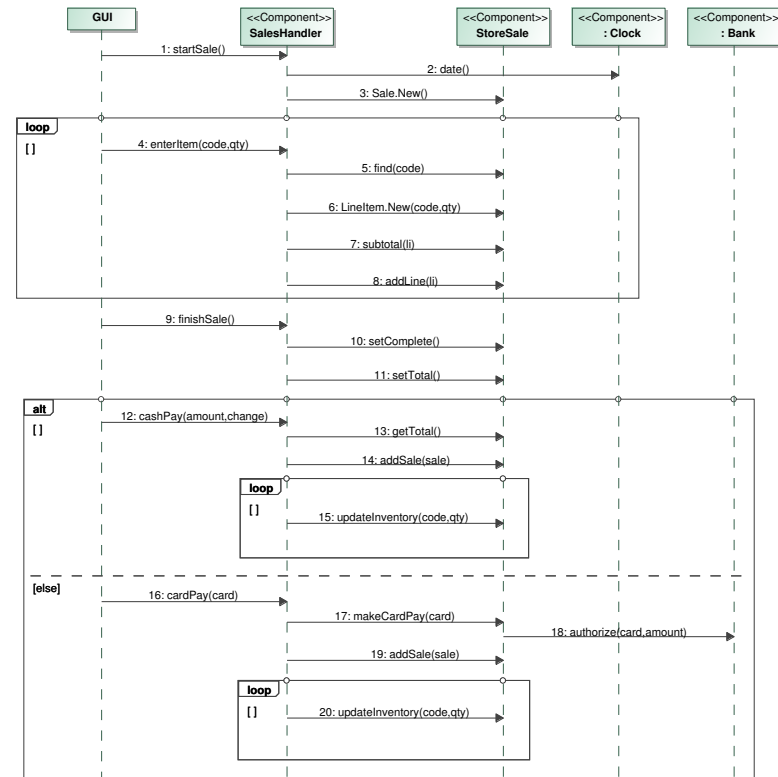 GUI
<<Component>>
SalesHandler
<<Component>>
StoreSale
<<Component>>
: Clock
<<Component>>
: Bank
1: startSale()
2: date()
3: Sale.New()
loop
[ ]
4: enterItem(code,qty)
5: find(code)
6: LineItem.New(code,qty)
7: subtotal(li)
8: addLine(li)
9: finishSale()
10: setComplete()
11: setTotal()
alt
[ ]
12: cashPay(amount,change)
13: getTotal()
14: addSale(sale)
loop
[ ]
15: updateInventory(code,qty)
[else]
16: cardPay(card)
17: makeCardPay(card)
18: authorize(card,amount)
19: addSale(sale)
loop
[ ]
20: updateInventory(code,qty)